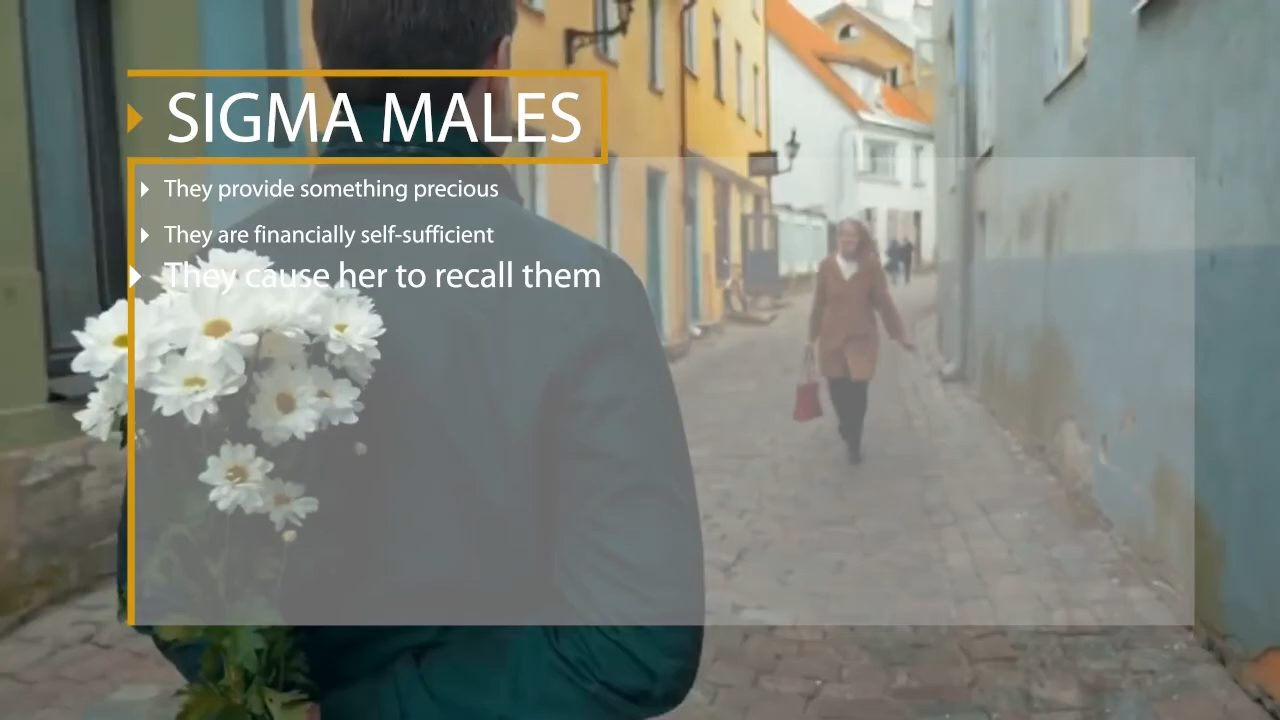 SIGMA MALES
They provide something precious
They are financially self-sufficient
They cause her to recall them